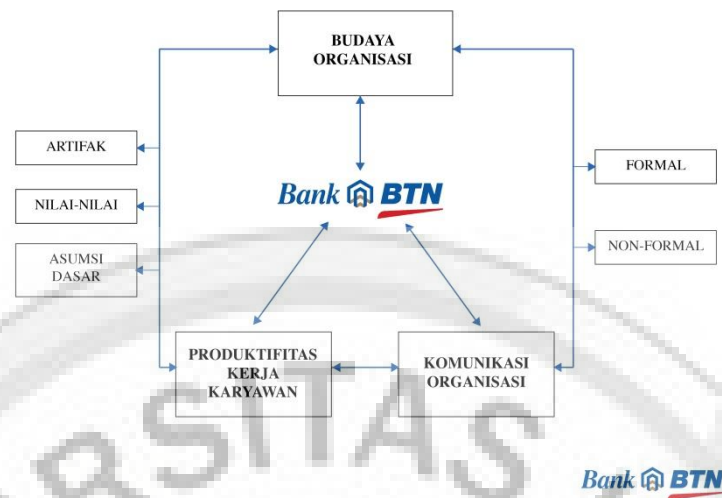 BUDAYA
ORGANISASI
ARTIFAK
FORMAL
Bank BTN
NILAI-NILAI
NON-FORMAL
ASUMSI
DASAR
PRODUKTIFITAS
KERJA
KARYAWAN
KOMUNIKASI
ORGANISASI
RSITAS
Bank BTN